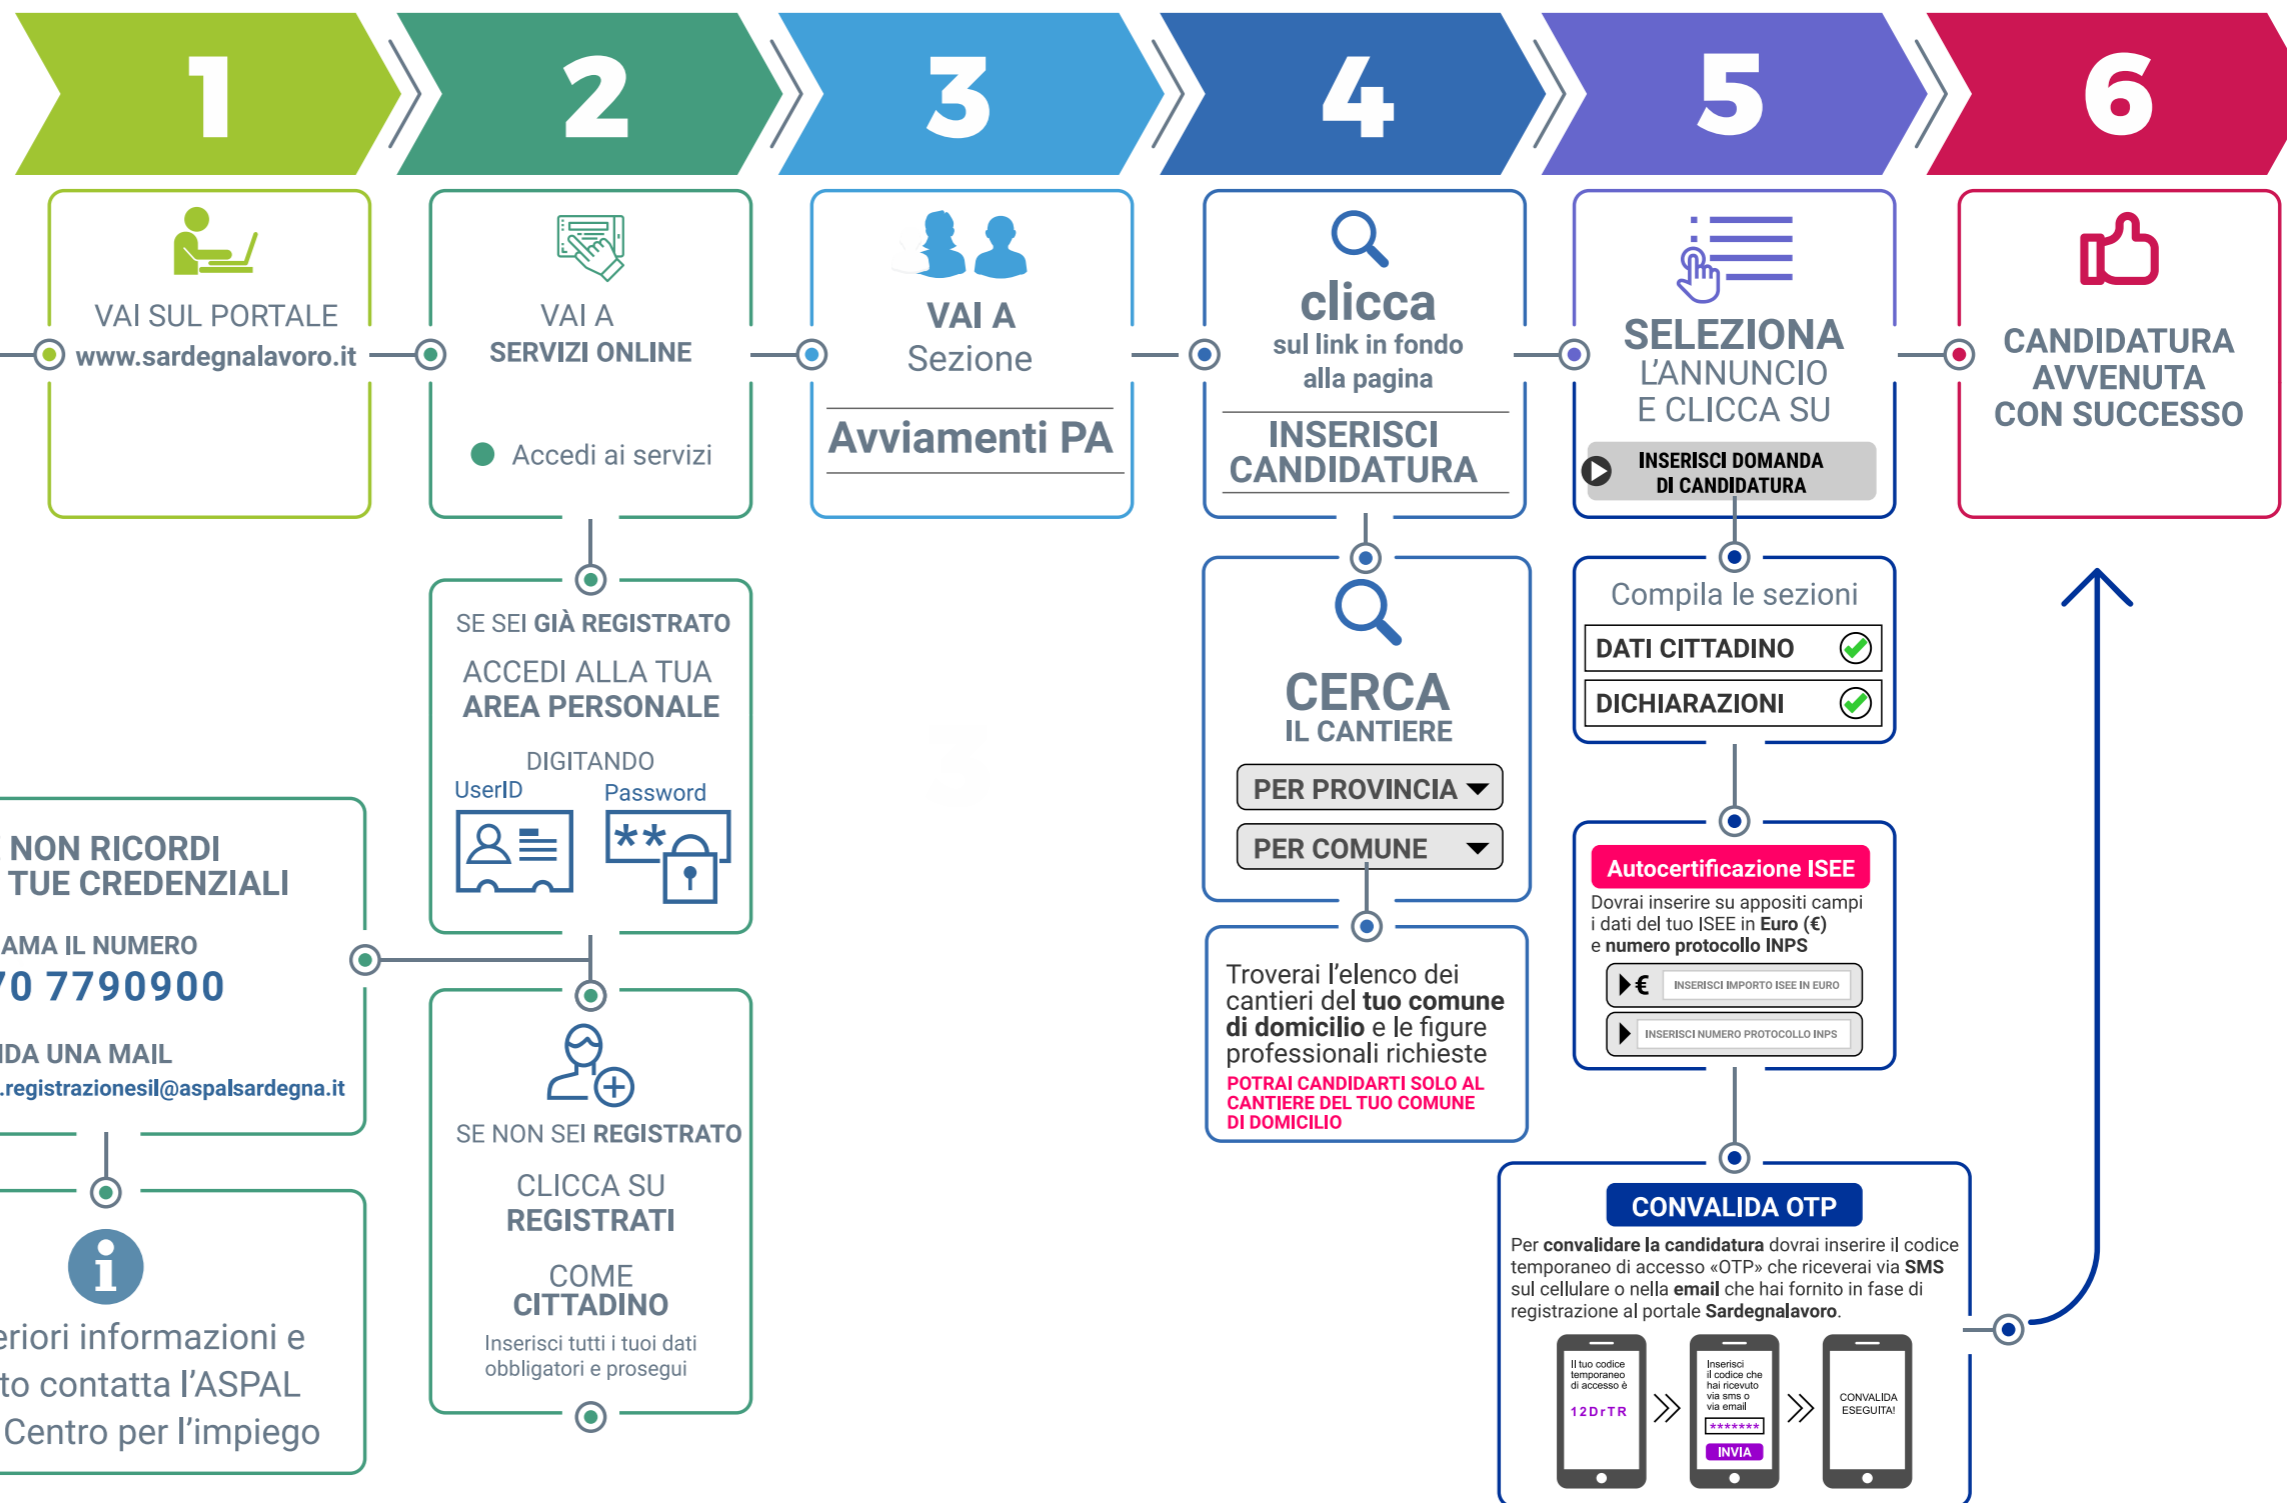 1
2
3
4
5
6
VAI SUL PORTALE
www.sardegnalavoro.it
VAI A
SERVIZI ONLINE
Accedi ai servizi
VAI A
Sezione
Avviamenti PA
clicca
sul link in fondo
alla pagina
INSERISCI
CANDIDATURA
SELEZIONA
L'ANNUNCIO
E CLICCA SU
INSERISCI DOMANDA
DI CANDIDATURA
CANDIDATURA
AVVENUTA
CON SUCCESSO
SE SEI GIÀ REGISTRATO
ACCEDI ALLA TUA
AREA PERSONALE
DIGITANDO
UserID
Password
**
NON RICORDI
TUE CREDENZIALI
AMA IL NUMERO
70 7790900
DA UNA MAIL
.registrazionesil@aspalsardegna.it
eriori informazioni e
to contatta l'ASPAL
Centro per l'impiego
SE NON SEI REGISTRATO
CLICCA SU
REGISTRATI
COME
CITTADINO
Inserisci tutti i tuoi dati
obbligatori e prosegui
CERCA
IL CANTIERE
PER PROVINCIA
PER COMUNE
Troverai l'elenco dei
cantieri del tuo comune
di domicilio e le figure
professionali richieste
POTRAI CANDIDARTI SOLO AL
CANTIERE DEL TUO COMUNE
DI DOMICILIO
Compila le sezioni
DATI CITTADINO
DICHIARAZIONI
Autocertificazione ISEE
Dovrai inserire su appositi campi
i dati del tuo ISEE in Euro (€)
e numero protocollo INPS
€ INSERISCI IMPORTO ISEE IN EURO
INSERISCI NUMERO PROTOCOLLO INPS
CONVALIDA OTP
Per convalidare la candidatura dovrai inserire il codice
temporaneo di accesso «OTP» che riceverai via SMS
sul cellulare o nella email che hai fornito in fase di
registrazione al portale Sardegnalavoro.
Il tuo codice
temporaneo
di accesso è
12DrTR
Inserisci
il codice che
hai ricevuto
via sms o
via email
*******
INVIA
CONVALIDA
ESEGUITA!